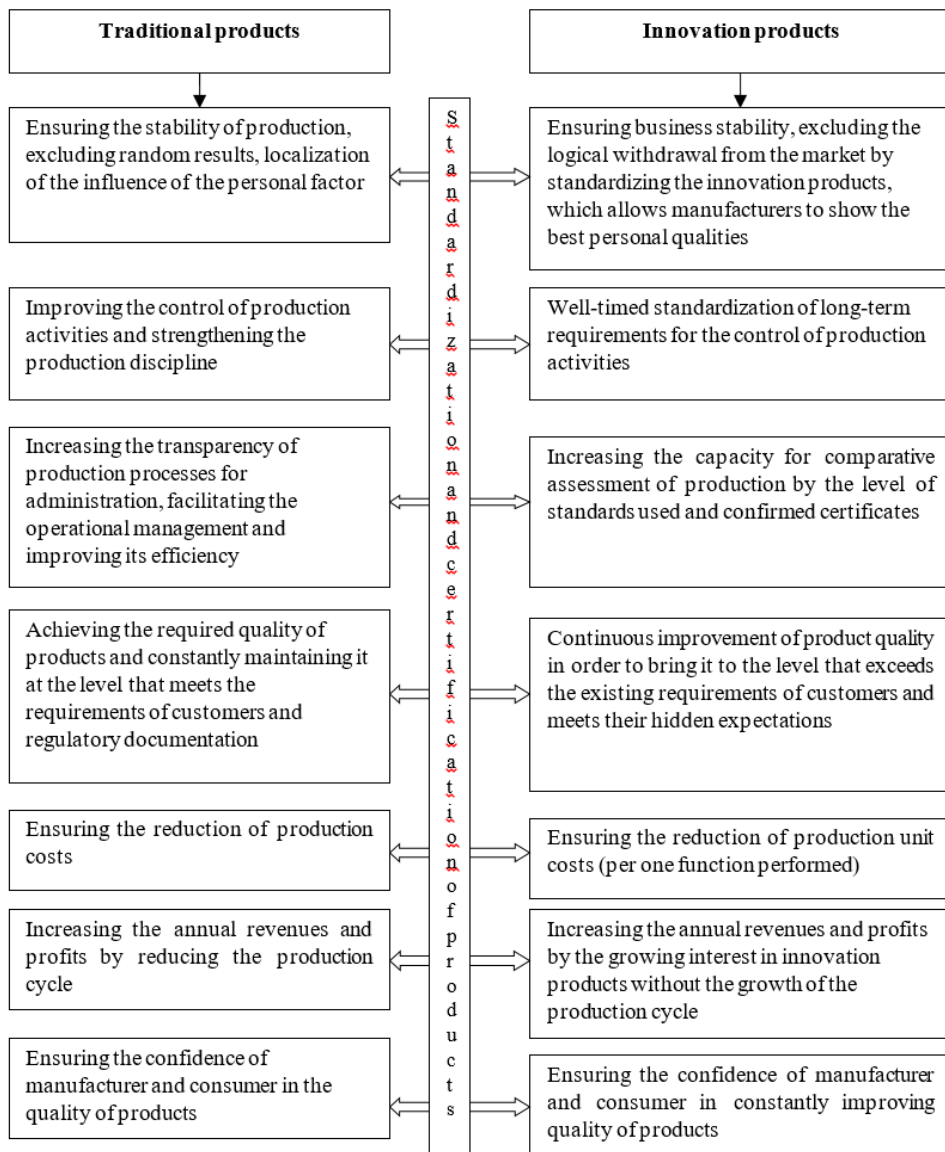 Traditional products
Ensuring the stability of production,
excluding random results, localization
of the influence of the personal factor
Improving the control of production
activities and strengthening the
production discipline
Increasing the transparency of
production processes for
administration, facilitating the
operational management and
improving its efficiency
Achieving the required quality of
products and constantly maintaining it
at the level that meets the
requirements of customers and
regulatory documentation
Ensuring the reduction of production
costs
Increasing the annual revenues and
profits by reducing the production
cycle
Ensuring the confidence of
manufacturer and consumer in the
quality of products
Standardization and certification of products
Innovation products
Ensuring business stability, excluding the
logical withdrawal from the market by
standardizing the innovation products,
which allows manufacturers to show the
best personal qualities
Well-timed standardization of long-term
requirements for the control of production
activities
Increasing the capacity for comparative
assessment of production by the level of
standards used and confirmed certificates
Continuous improvement of product quality
in order to bring it to the level that exceeds
the existing requirements of customers and
meets their hidden expectations
Ensuring the reduction of production unit
costs (per one function performed)
Increasing the annual revenues and profits
by the growing interest in innovation
products without the growth of the
production cycle
Ensuring the confidence of manufacturer
and consumer in constantly improving
quality of products